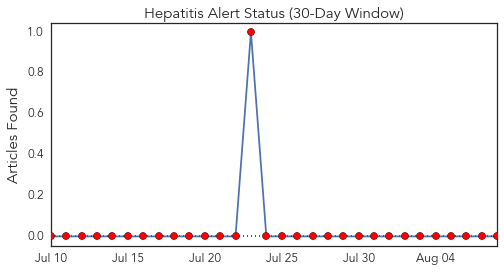 Hepatitis Alert Status (30-Day Window)
Articles Found
1.0
0.8
0.6
0.4
0.2
0.0
Jul 10 Jul 15 Jul 20 Jul 25 Jul 30 Aug 04